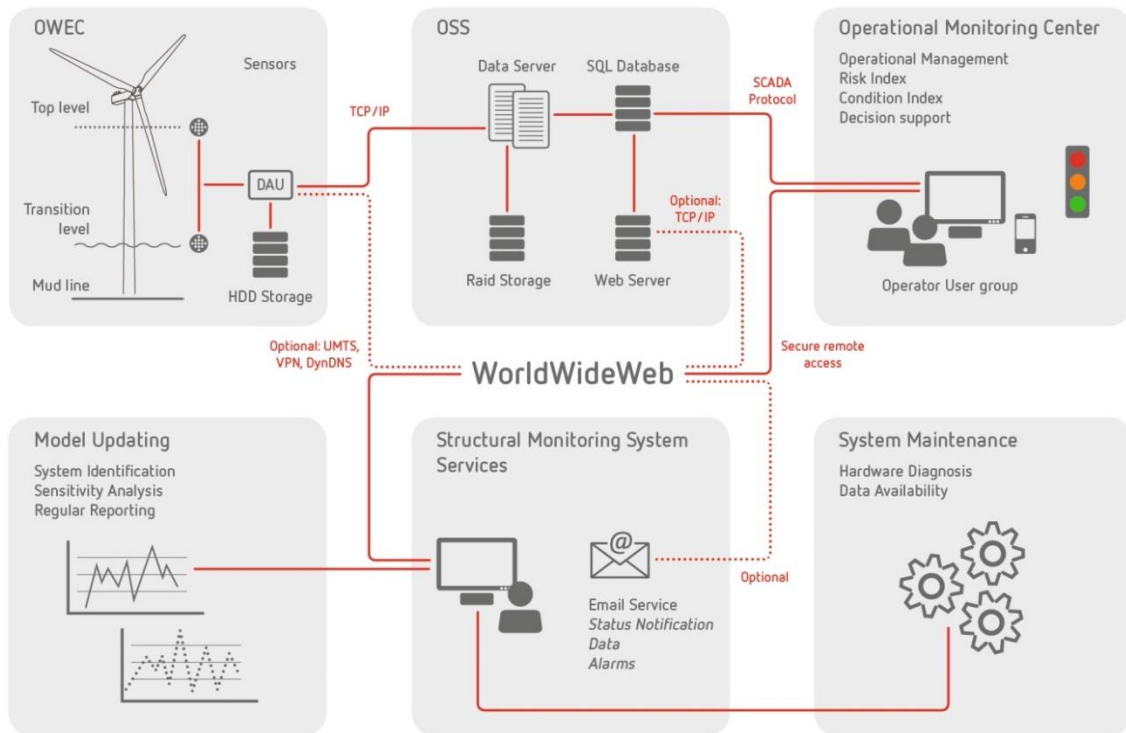 OWEC
Sensors
Top level
DAU
Transition
level
Mud line
HDD Storage
TCP/IP
OSS
Data Server
SQL Database
Raid Storage
Web Server
Optional:
TCP/IP
SCADA
Protocol
Operational Monitoring Center
Operational Management
Risk Index
Condition Index
Decision support
Operator User group
Optional: UMTS,
VPN, DynDNS
WorldWideWeb
Secure remote
access
Model Updating
System Identification
Sensitivity Analysis
Regular Reporting
Structural Monitoring System
Services
@
Email Service
Status Notification
Data
Alarms
Optional
System Maintenance
Hardware Diagnosis
Data Availability